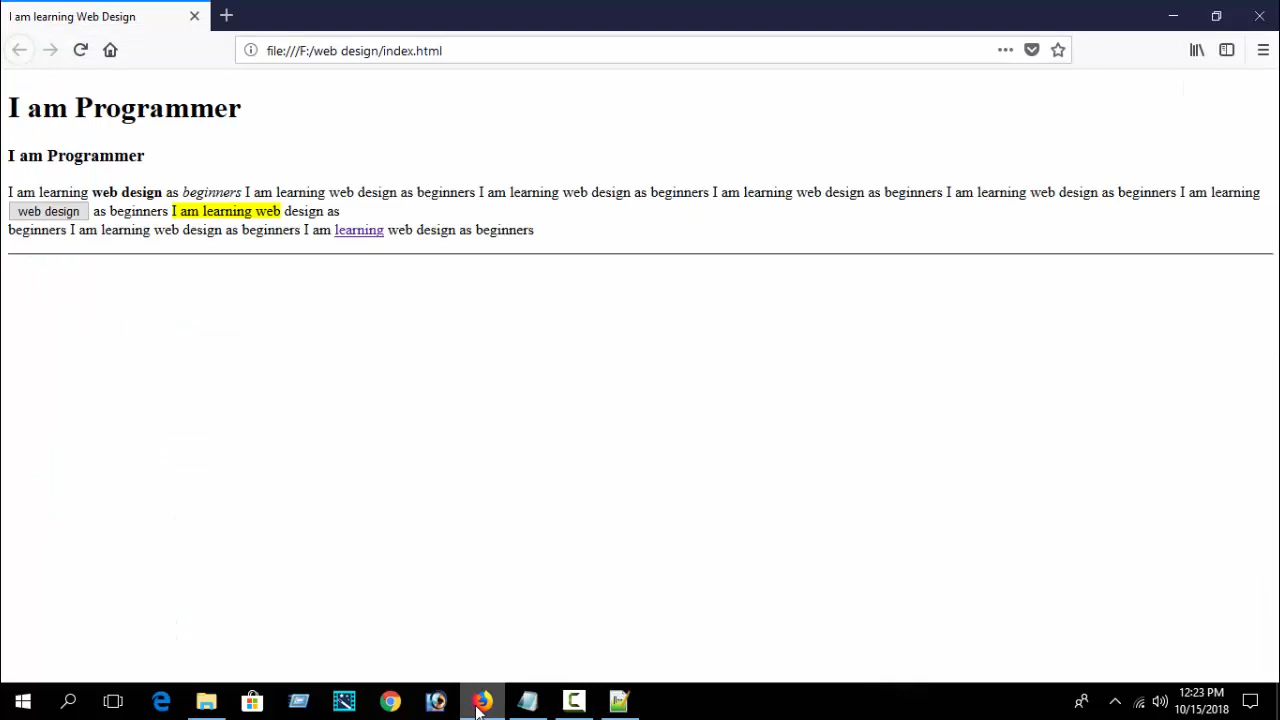 I am learning Web Design
file:///F:/web design/index.html
I am Programmer
I am Programmer
I am learning web design as beginners I am learning web design as beginners I am learning web design as beginners I am learning web design as beginners I am learning web design as beginners I am learning
web design as beginners I am learning web design as
beginners I am learning web design as beginners I am learning web design as beginners
12:23 PM
10/15/2018